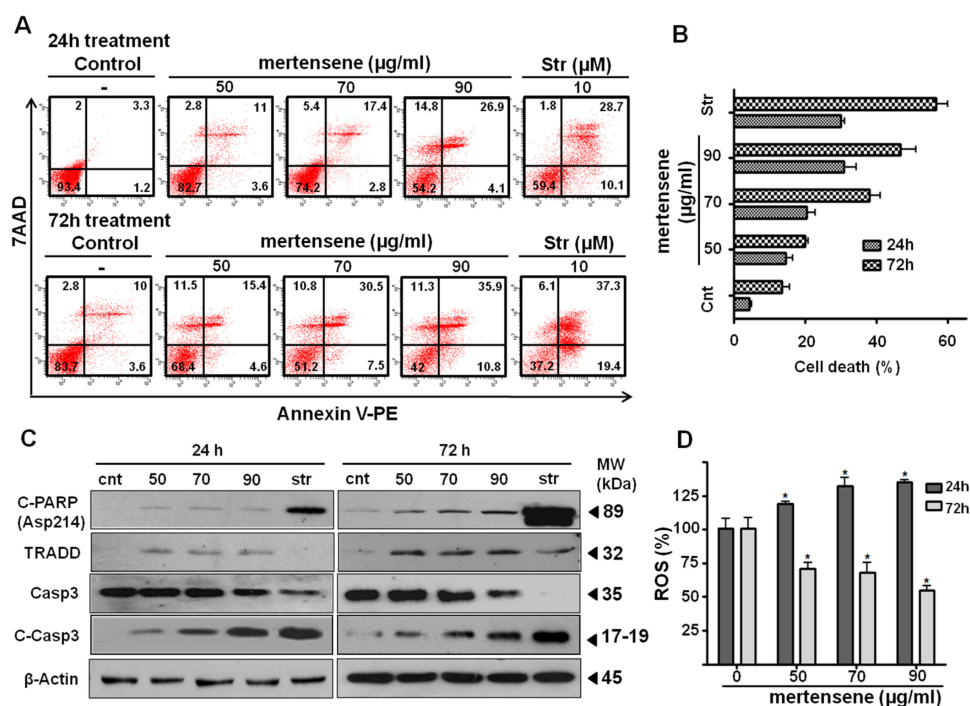 A
24h treatment
Control mertensene (µg/ml) Str (µM)
- 50 70 90 10
2 3.3 2.8 11 5.4 17.4 14.8 26.9 1.8 28.7
93.4 1.2 82.7 3.6 74.2 2.8 54.2 4.1 59.4 10.1
72h treatment
Control mertensene (µg/ml) Str (µM)
- 50 70 90 10
2.8 10 11.5 15.4 10.8 30.5 11.3 35.9 6.1 37.3
83.7 3.6 68.4 4.6 51.2 7.5 42 10.8 37.2 19.4
7AAD
Annexin V-PE
B
Str
90
70
50
Cnt
mertensene
(µg/ml)
24h
72h
0 20 40 60
Cell death (%)
C
24 h 72 h
cnt 50 70 90 str cnt 50 70 90 str MW
(kDa)
C-PARP
(Asp214) 89
TRADD 32
Casp3 35
C-Casp3 17-19
β-Actin 45
D
24h
72h
125
100
75
50
25
ROS (%)
* * * * * *
0 50 70 90
mertensene (µg/ml)